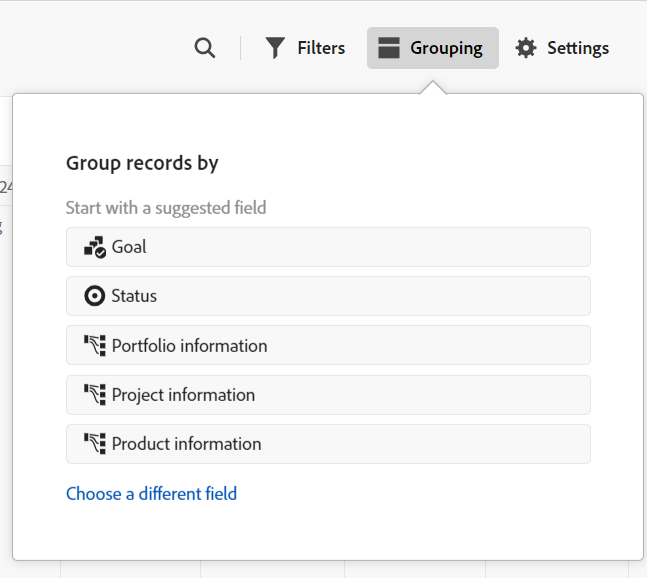 Filters
Grouping
Settings
24
Group records by
Start with a suggested field
Goal
Status
Portfolio information
Project information
Product information
Choose a different field